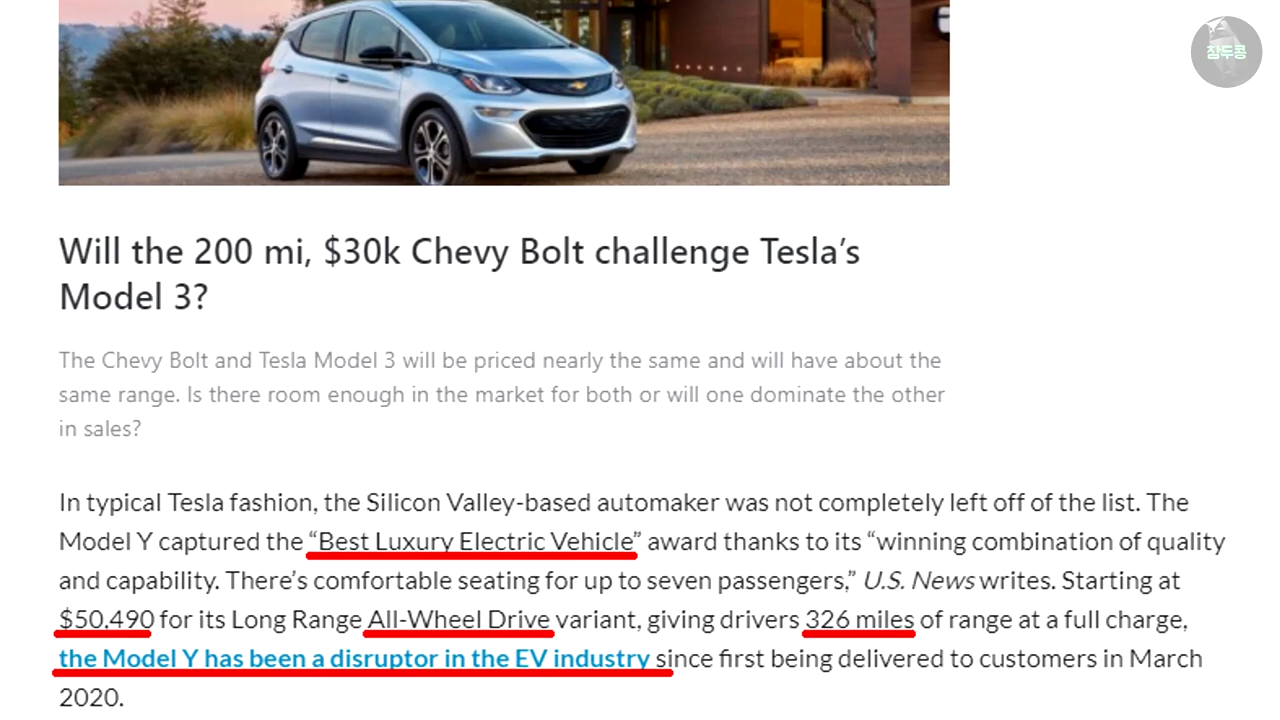 참두콩
Will the 200 mi, $30k Chevy Bolt challenge Tesla’s
Model 3?
The Chevy Bolt and Tesla Model 3 will be priced nearly the same and will have about the
same range. Is there room enough in the market for both or will one dominate the other
in sales?
In typical Tesla fashion, the Silicon Valley-based automaker was not completely left off of the list. The
Model Y captured the “Best Luxury Electric Vehicle” award thanks to its “winning combination of quality
and capability. There’s comfortable seating for up to seven passengers,” U.S. News writes. Starting at
$50,490 for its Long Range All-Wheel Drive variant, giving drivers 326 miles of range at a full charge,
the Model Y has been a disruptor in the EV industry since first being delivered to customers in March
2020.